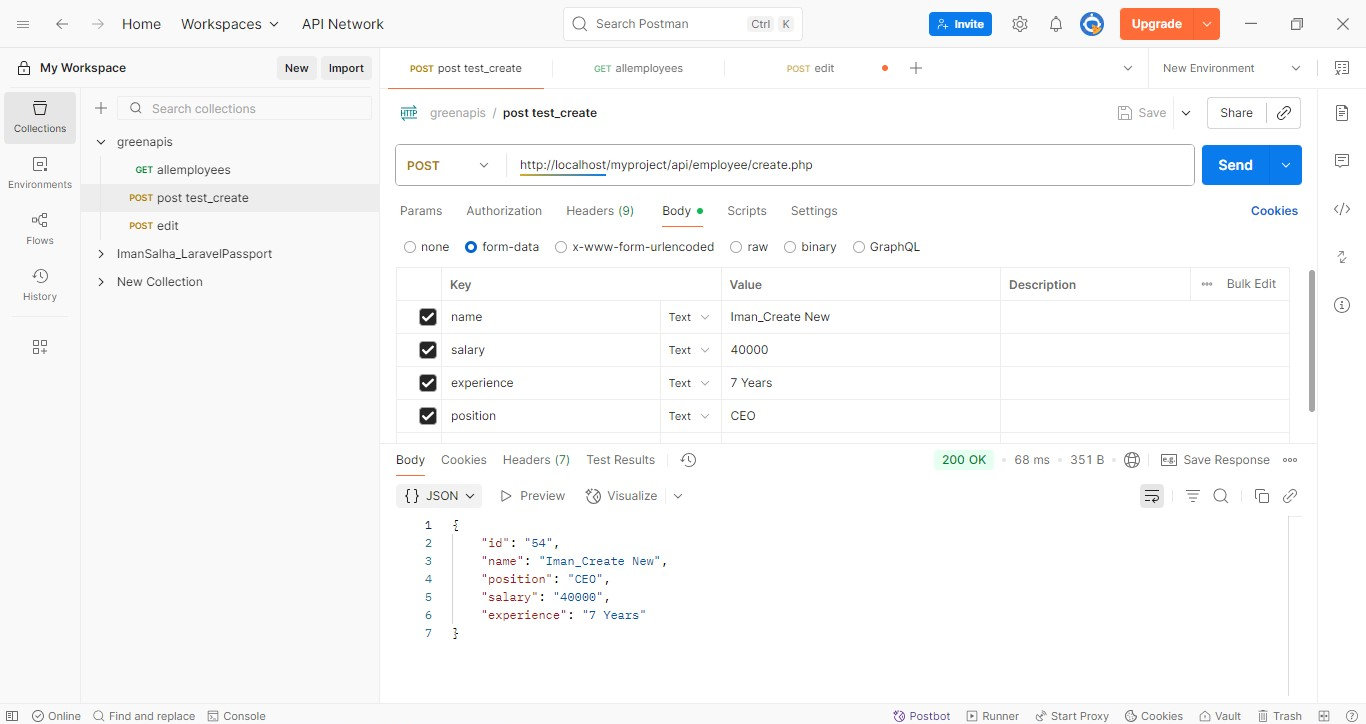 Home Workspaces API Network Search Postman Ctrl K Invite Upgrade
My Workspace New Import
POST post test_create GET allemployees POST edit New Environment
Collections
Environments
Flows
History
Search collections
greenapis
GET allemployees
POST post test_create
POST edit
ImanSalha_LaravelPassport
New Collection
HTTP greenapis / post test_create Save Share
POST http://localhost/myproject/api/employee/create.php Send
Params Authorization Headers (9) Body Scripts Settings Cookies
none form-data x-www-form-urlencoded raw binary GraphQL
Key Value Description Bulk Edit
name Text Iman_Create New
salary Text 40000
experience Text 7 Years
position Text CEO
Body Cookies Headers (7) Test Results 200 OK 68 ms 351 B e.g. Save Response
{} JSON Preview Visualize
1 {
2 "id": "54",
3 "name": "Iman_Create New",
4 "position": "CEO",
5 "salary": "40000",
6 "experience": "7 Years"
7 }
Online Find and replace Console Postbot Runner Start Proxy Cookies Vault Trash